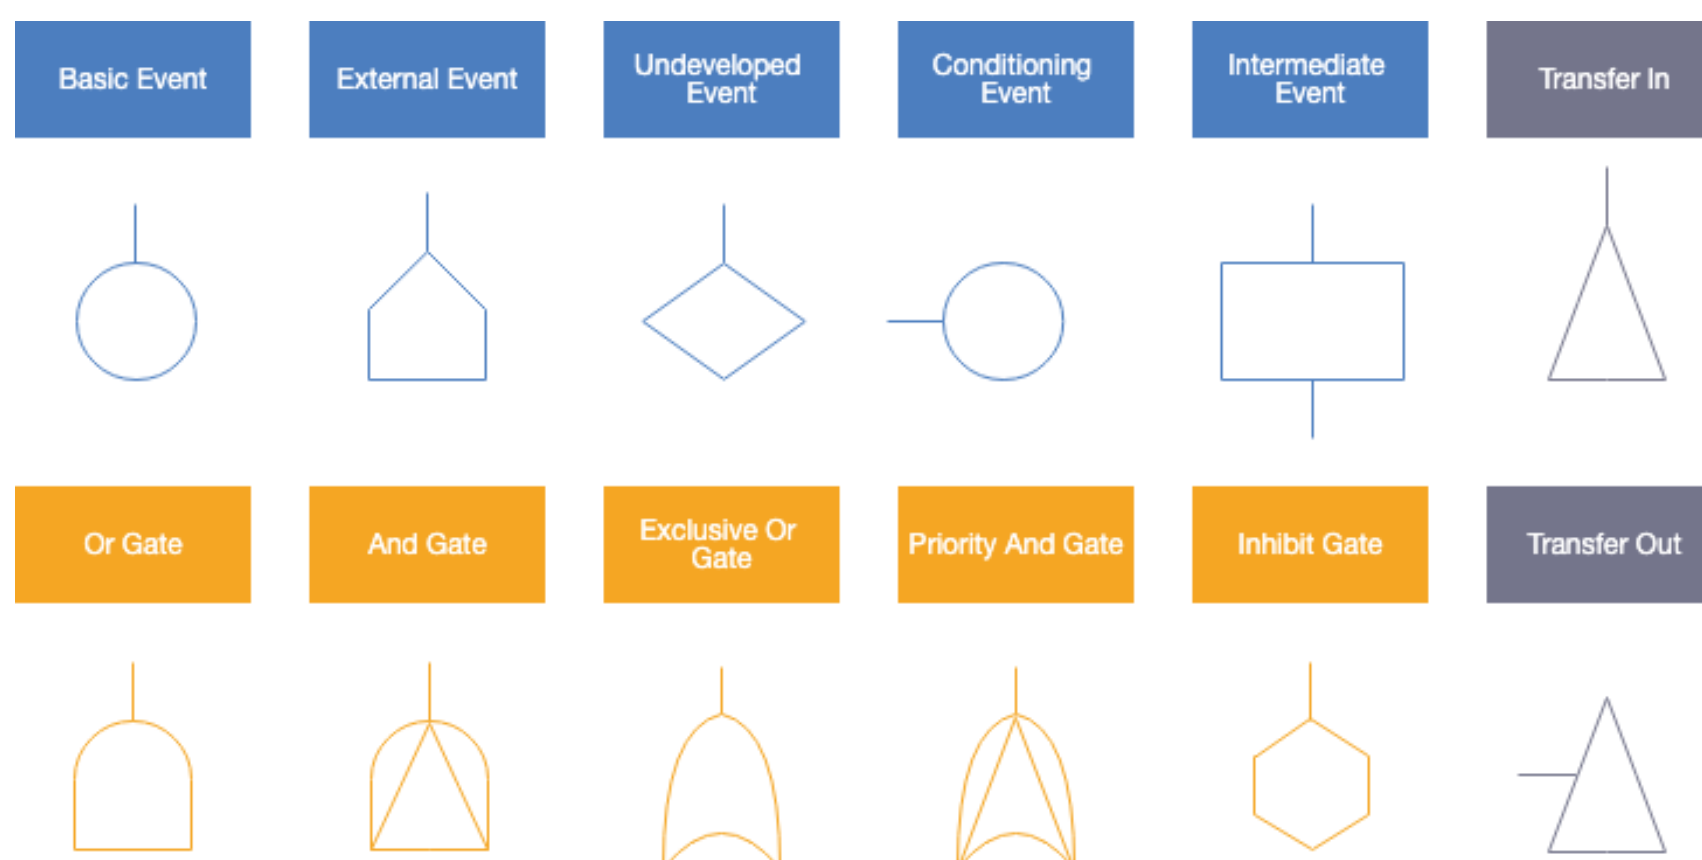 Basic Event
External Event
Undeveloped
Event
Conditioning
Event
Intermediate
Event
Transfer In
Or Gate
And Gate
Exclusive Or
Gate
Priority And Gate
Inhibit Gate
Transfer Out